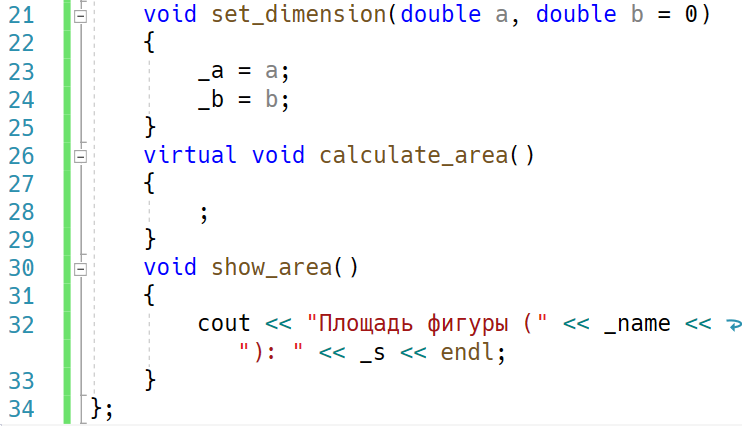 21 void set_dimension(double a, double b = 0)
22 {
23 _a = a;
24 _b = b;
25 }
26 virtual void calculate_area()
27 {
28 ;
29 }
30 void show_area()
31 {
32 cout << "Площадь фигуры (" << _name <<
"): " << _s << endl;
33 }
34 };